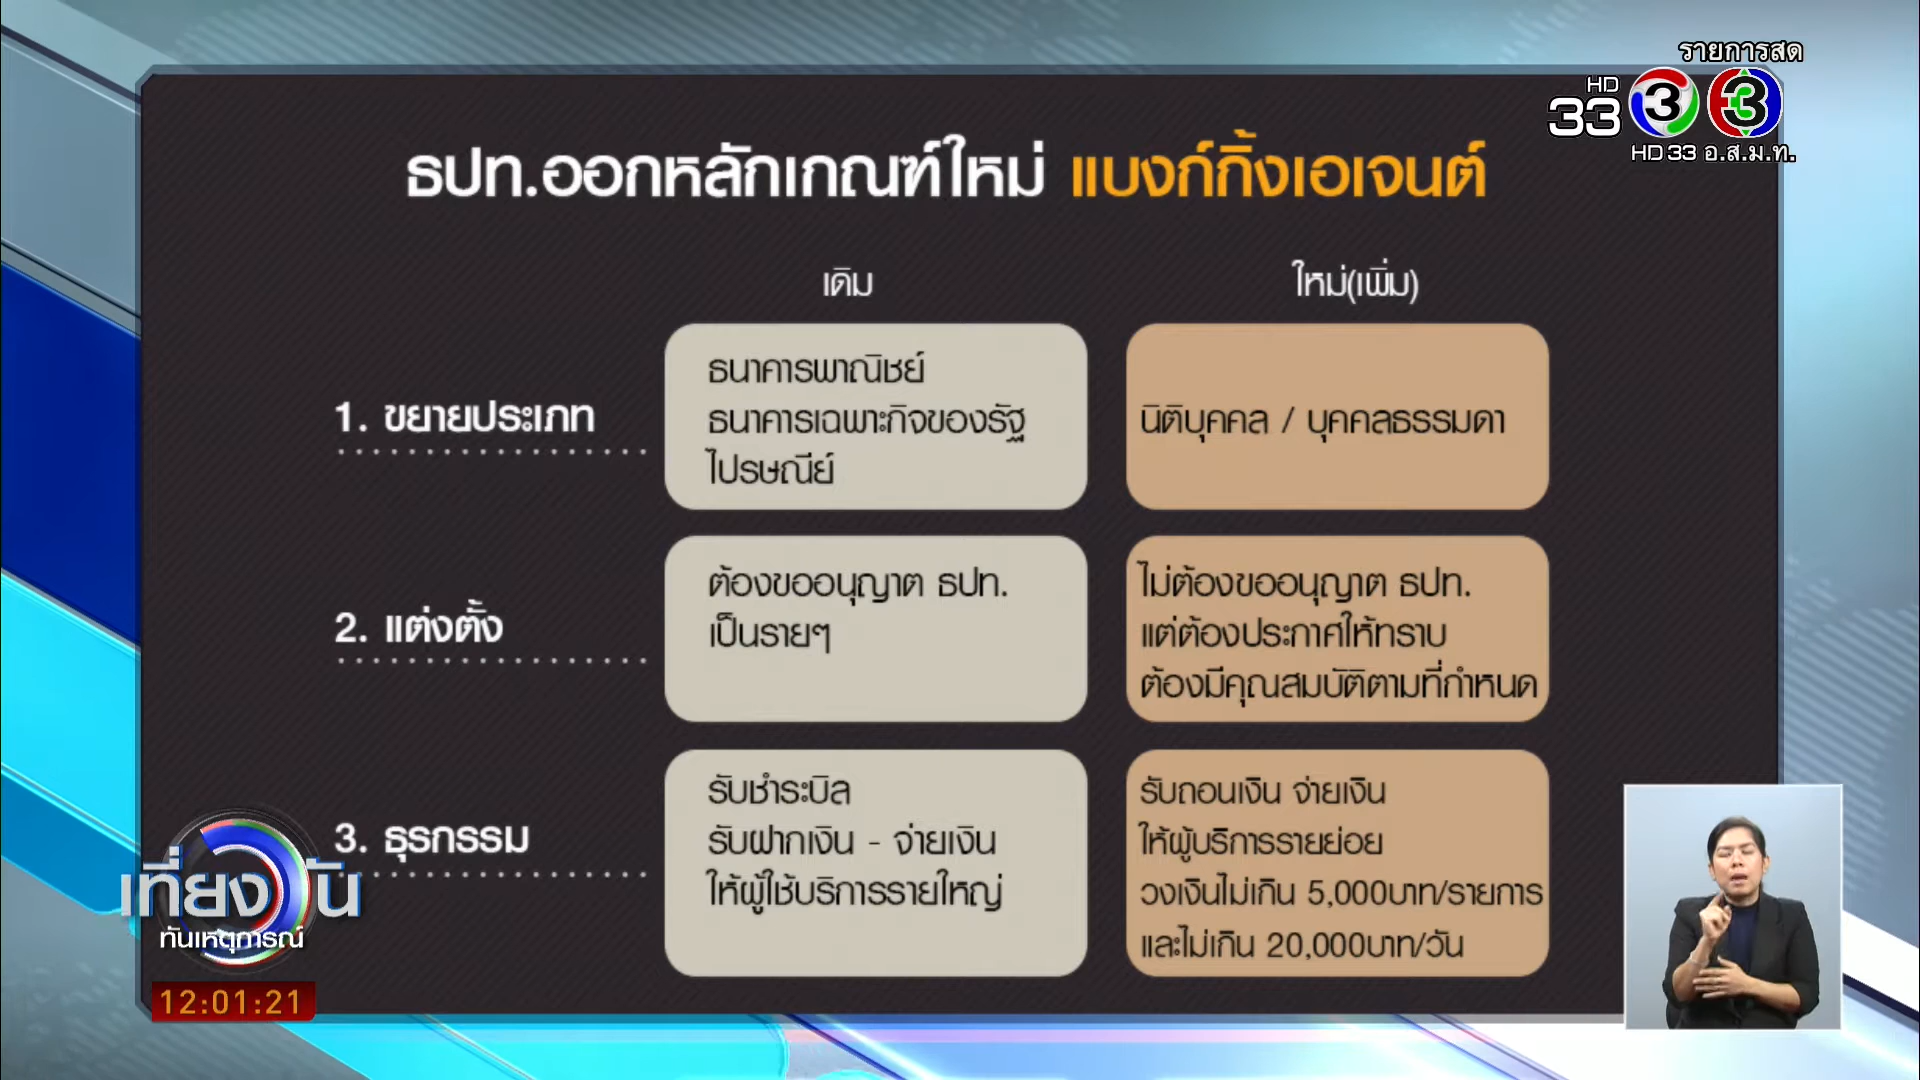 รายการสด
HD
33
3 3
HD 33 อ.ส.ม.ท.
ธปท.ออกหลักเกณฑ์ใหม่ แบงก์กิ้งเอเจนต์
เดิม
ใหม่(เพิ่ม)
1. ขยายประเภท
ธนาคารพาณิชย์
ธนาคารเฉพาะกิจของรัฐ
ไปรษณีย์
นิติบุคคล / บุคคลธรรมดา
2. แต่งตั้ง
ต้องขออนุญาต ธปท.
เป็นรายๆ
ไม่ต้องขออนุญาต ธปท.
แต่ต้องประกาศให้ทราบ
ต้องมีคุณสมบัติตามที่กำหนด
3. ธุรกรรม
รับชำระบิล
รับฝากเงิน - จ่ายเงิน
ให้ผู้ใช้บริการรายใหญ่
รับถอนเงิน จ่ายเงิน
ให้ผู้บริการรายย่อย
วงเงินไม่เกิน 5,000บาท/รายการ
และไม่เกิน 20,000บาท/วัน
เที่ยงวัน
ทันเหตุการณ์
12:01:21